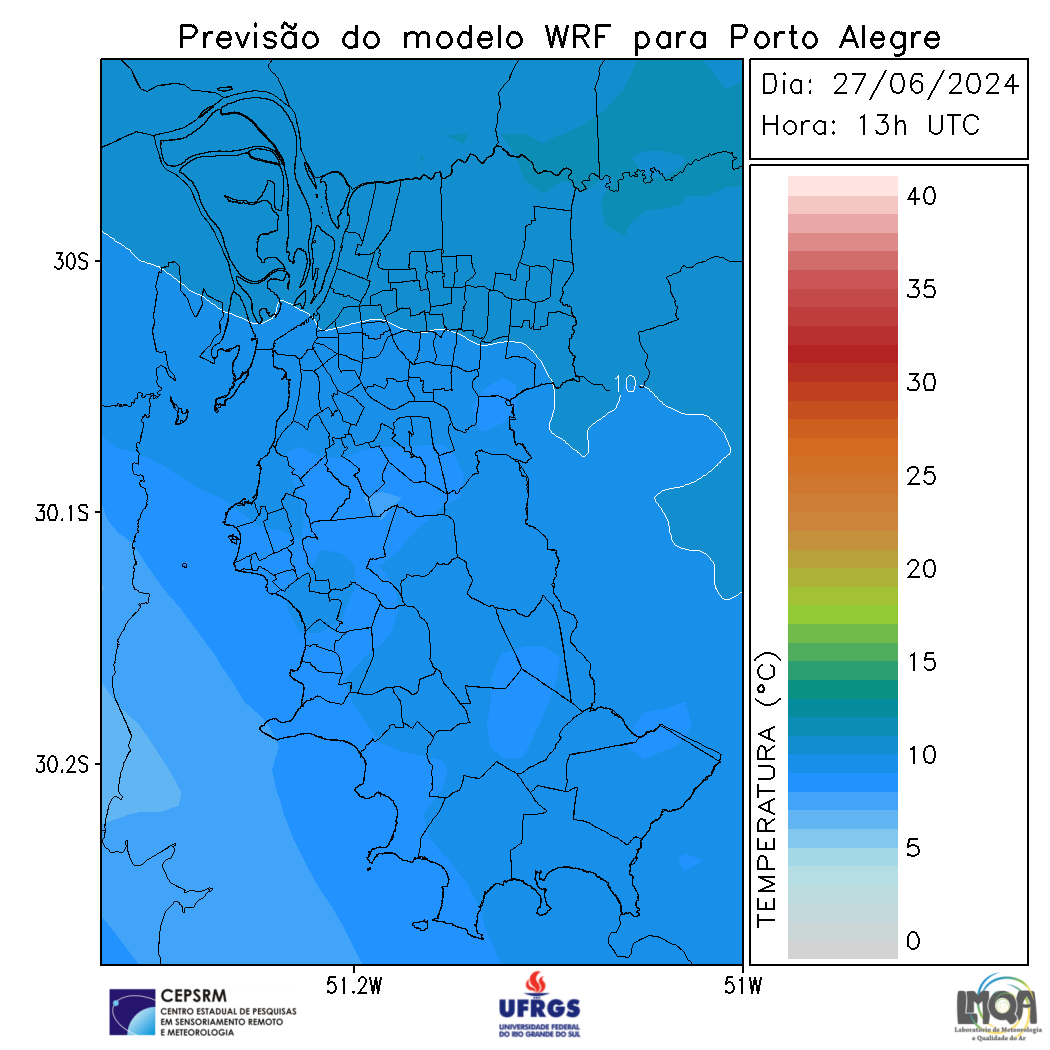 Previsão do modelo WRF para Porto Alegre
Dia: 27/06/2024
Hora: 13h UTC
40
35
30
25
20
15
10
5
0
TEMPERATURA (°C)
30S
30.1S
30.2S
10
51.2W
51W
CEPSRM
CENTRO ESTADUAL DE PESQUISAS
EM SENSORIAMENTO REMOTO
E METEOROLOGIA
UFRGS
UNIVERSIDADE FEDERAL
DO RIO GRANDE DO SUL
LMQA
Laboratório de Meteorologia
e Qualidade do Ar